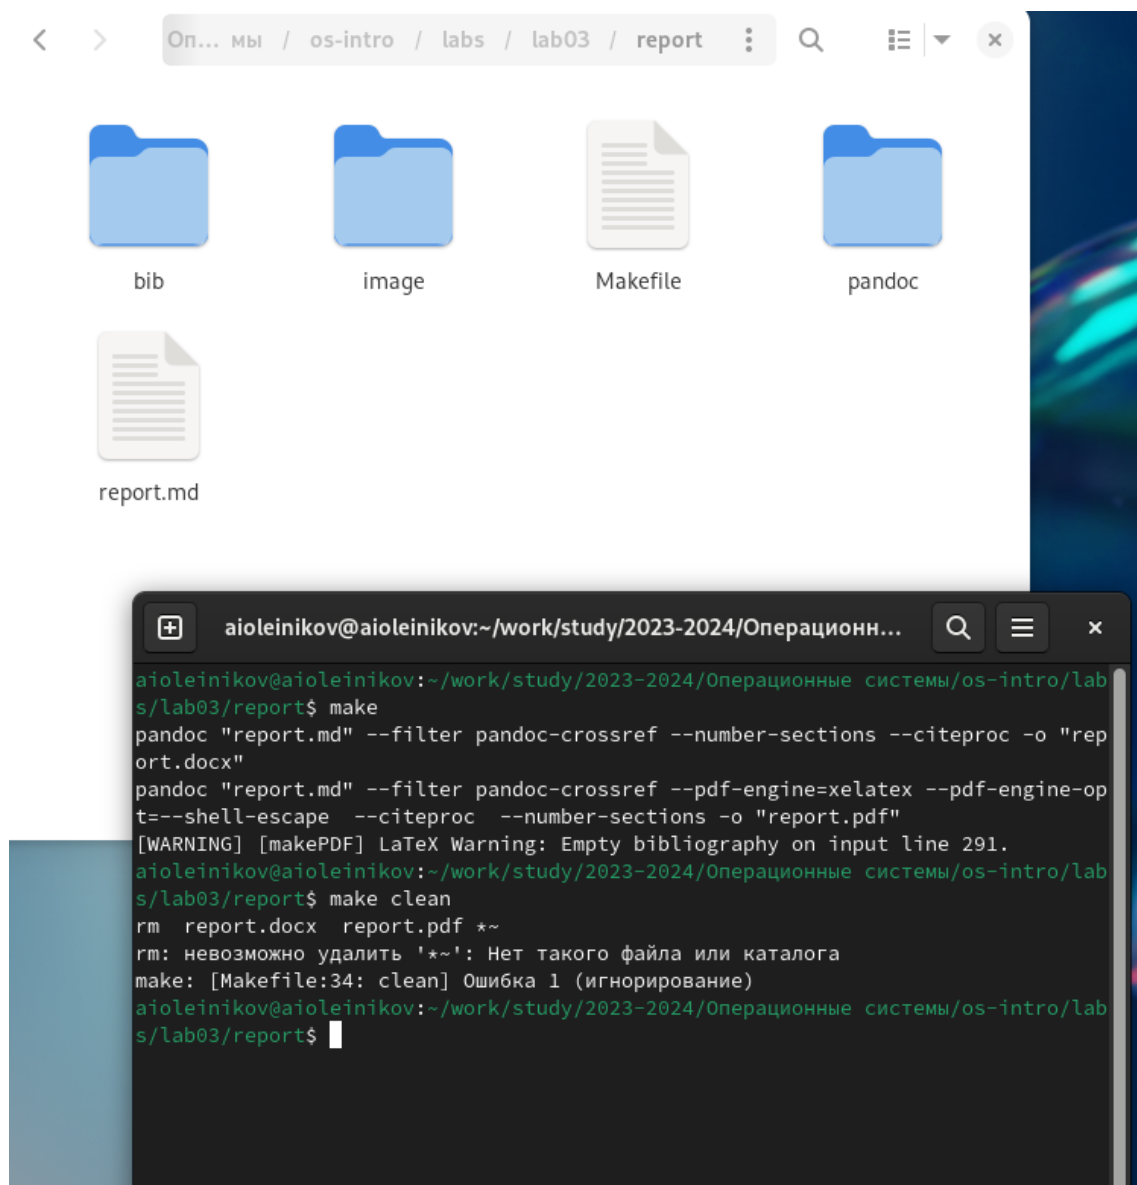 Оп... мы / os-intro / labs / lab03 / report
bib
image
Makefile
pandoc
report.md
aioleinikov@aioleinikov:~/work/study/2023-2024/Операционн...
aioleinikov@aioleinikov:~/work/study/2023-2024/Операционные системы/os-intro/lab
s/lab03/report$ make
pandoc "report.md" --filter pandoc-crossref --number-sections --citeproc -o "rep
ort.docx"
pandoc "report.md" --filter pandoc-crossref --pdf-engine=xelatex --pdf-engine-op
t=--shell-escape  --citeproc  --number-sections -o "report.pdf"
[WARNING] [makePDF] LaTeX Warning: Empty bibliography on input line 291.
aioleinikov@aioleinikov:~/work/study/2023-2024/Операционные системы/os-intro/lab
s/lab03/report$ make clean
rm  report.docx  report.pdf *~
rm: невозможно удалить '*~': Нет такого файла или каталога
make: [Makefile:34: clean] Ошибка 1 (игнорирование)
aioleinikov@aioleinikov:~/work/study/2023-2024/Операционные системы/os-intro/lab
s/lab03/report$